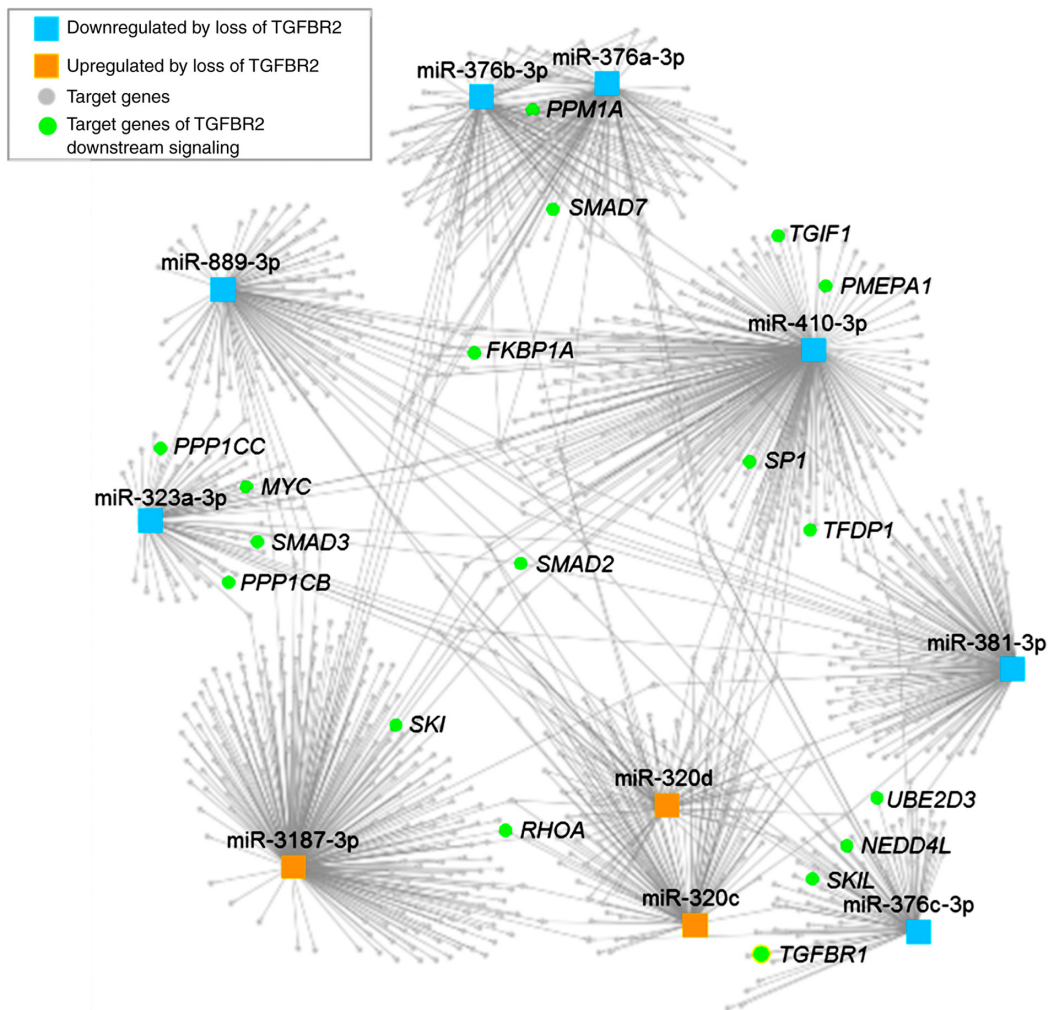 Downregulated by loss of TGFBR2
Upregulated by loss of TGFBR2
Target genes
Target genes of TGFBR2
downstream signaling
miR-376b-3p
miR-376a-3p
PPM1A
SMAD7
TGIF1
miR-889-3p
PMEPA1
miR-410-3p
FKBP1A
PPP1CC
SP1
MYC
miR-323a-3p
TFDP1
SMAD3
SMAD2
PPP1CB
miR-381-3p
SKI
miR-320d
UBE2D3
RHOA
miR-3187-3p
NEDD4L
SKIL
miR-320c
miR-376c-3p
TGFBR1